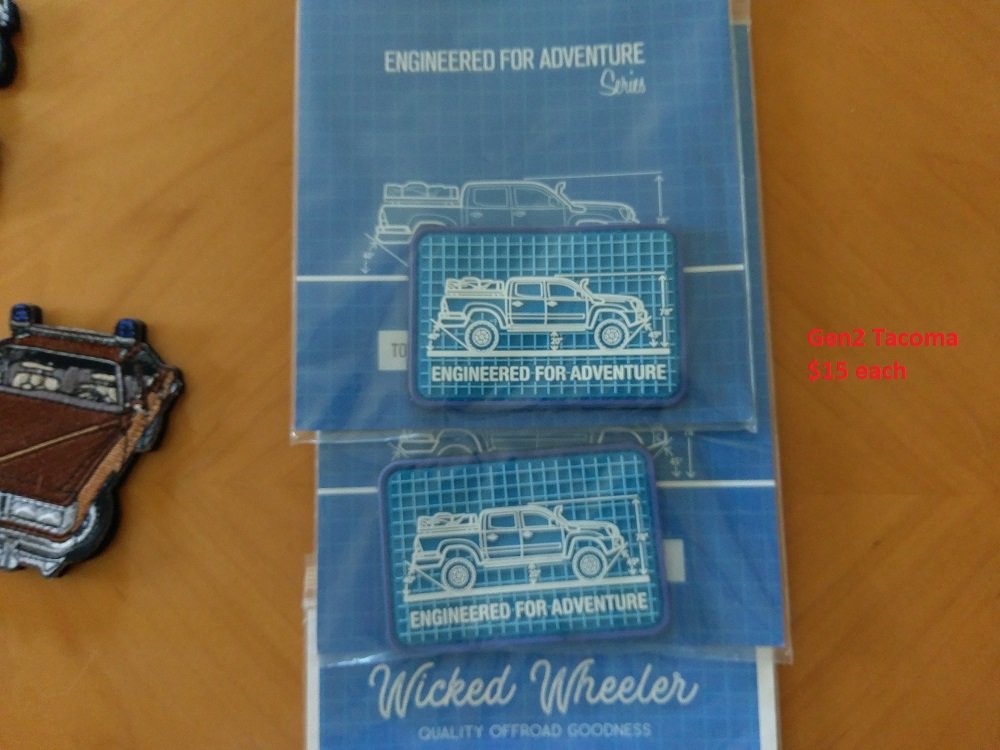 ENGINEERED FOR ADVENTURE
Series
TO
ENGINEERED FOR ADVENTURE
Gen2 Tacoma
$15 each
ENGINEERED FOR ADVENTURE
Wicked Wheeler
QUALITY OFFROAD GOODNESS